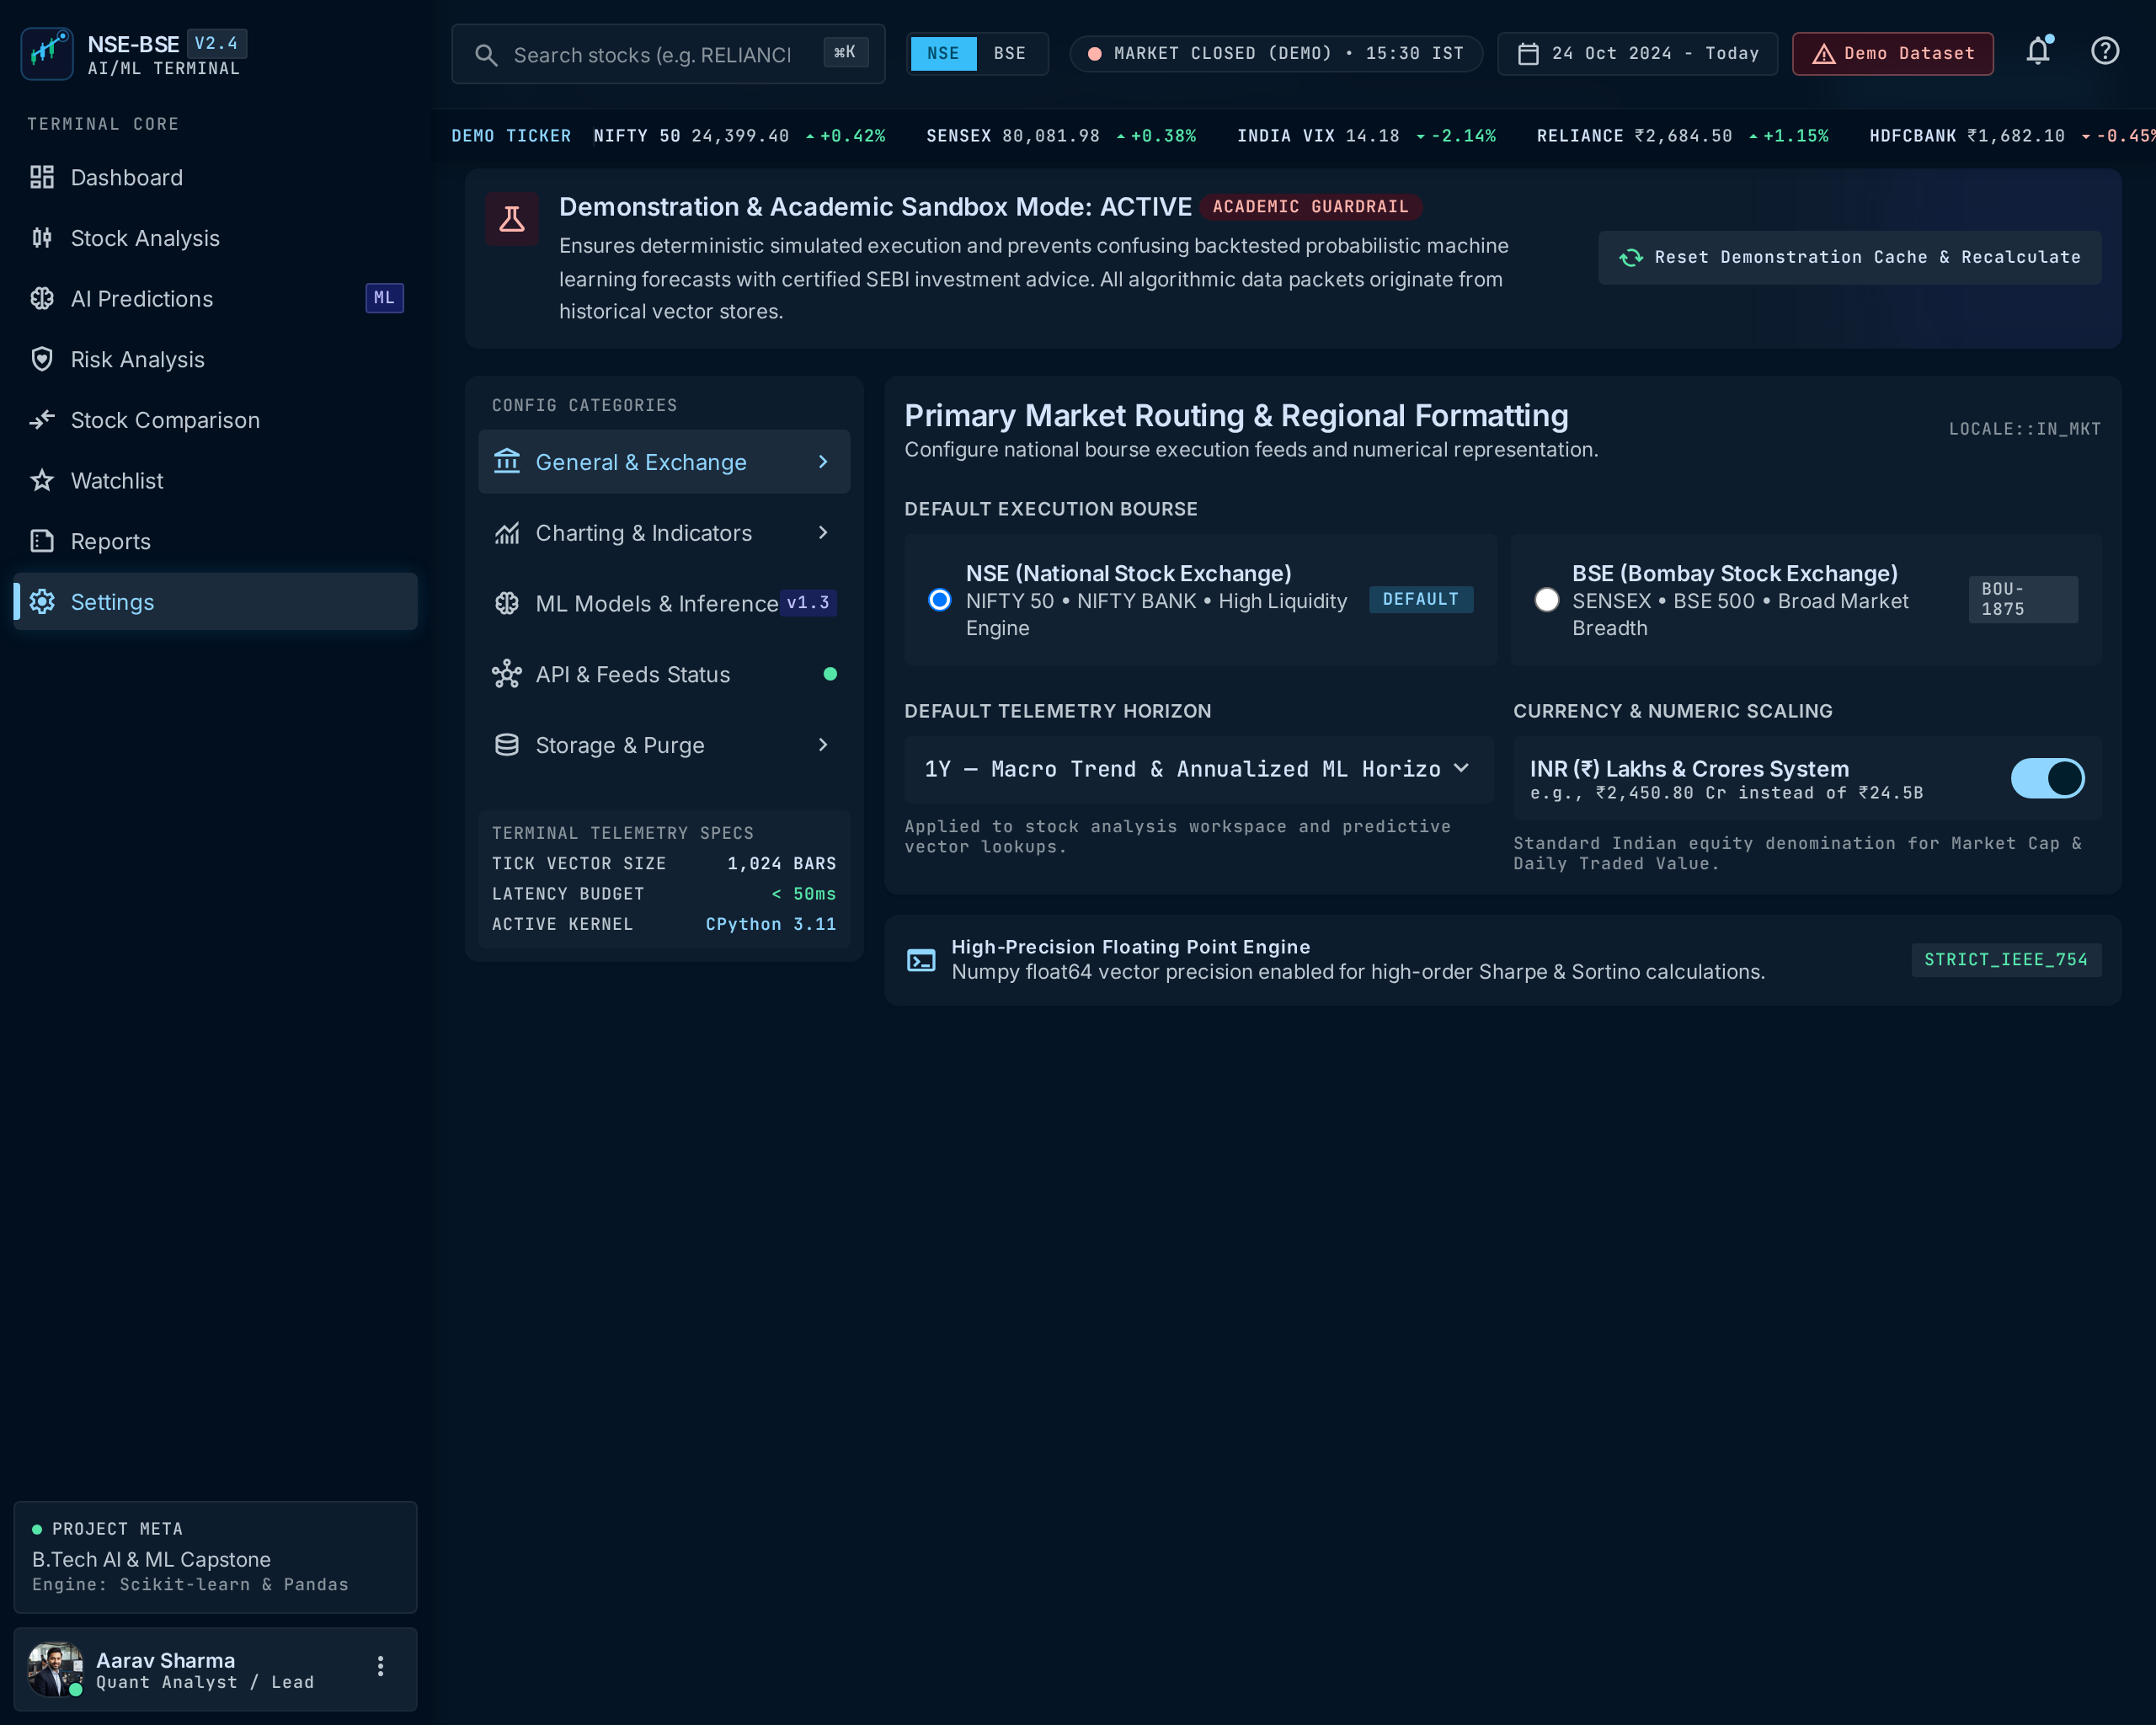 NSE-BSE V2.4
AI/ML TERMINAL
TERMINAL CORE
Dashboard
Stock Analysis
AI Predictions ML
Risk Analysis
Stock Comparison
Watchlist
Reports
Settings
PROJECT META
B.Tech AI & ML Capstone
Engine: Scikit-learn & Pandas
Aarav Sharma
Quant Analyst / Lead
Search stocks (e.g. RELIANCI ⌘K
NSE BSE
MARKET CLOSED (DEMO) • 15:30 IST
24 Oct 2024 - Today
Demo Dataset
DEMO TICKER NIFTY 50 24,399.40 +0.42% SENSEX 80,081.98 +0.38% INDIA VIX 14.18 -2.14% RELIANCE ₹2,684.50 +1.15% HDFCBANK ₹1,682.10 -0.45%
Demonstration & Academic Sandbox Mode: ACTIVE ACADEMIC GUARDRAIL
Ensures deterministic simulated execution and prevents confusing backtested probabilistic machine
learning forecasts with certified SEBI investment advice. All algorithmic data packets originate from
historical vector stores.
Reset Demonstration Cache & Recalculate
CONFIG CATEGORIES
General & Exchange
Charting & Indicators
ML Models & Inference v1.3
API & Feeds Status
Storage & Purge
TERMINAL TELEMETRY SPECS
TICK VECTOR SIZE 1,024 BARS
LATENCY BUDGET < 50ms
ACTIVE KERNEL CPython 3.11
Primary Market Routing & Regional Formatting
Configure national bourse execution feeds and numerical representation.
LOCALE::IN_MKT
DEFAULT EXECUTION BOURSE
NSE (National Stock Exchange)
NIFTY 50 • NIFTY BANK • High Liquidity
Engine
DEFAULT
BSE (Bombay Stock Exchange)
SENSEX • BSE 500 • Broad Market
Breadth
BOU-
1875
DEFAULT TELEMETRY HORIZON
1Y — Macro Trend & Annualized ML Horizo
Applied to stock analysis workspace and predictive
vector lookups.
CURRENCY & NUMERIC SCALING
INR (₹) Lakhs & Crores System
e.g., ₹2,450.80 Cr instead of ₹24.5B
Standard Indian equity denomination for Market Cap &
Daily Traded Value.
High-Precision Floating Point Engine
Numpy float64 vector precision enabled for high-order Sharpe & Sortino calculations.
STRICT_IEEE_754